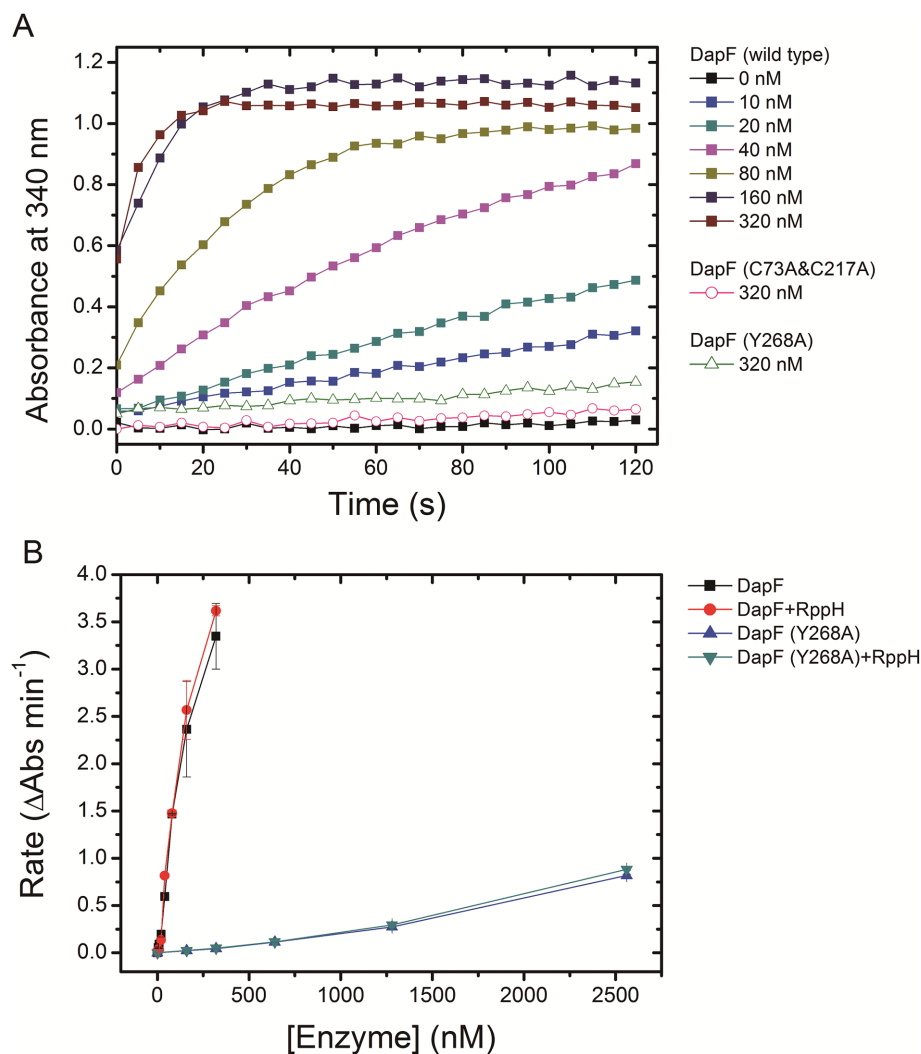 A
Absorbance at 340 nm
1.2
1.0
0.8
0.6
0.4
0.2
0.0
0
20
40
60
80
100
120
Time (s)
DapF (wild type)
0 nM
10 nM
20 nM
40 nM
80 nM
160 nM
320 nM
DapF (C73A&C217A)
320 nM
DapF (Y268A)
320 nM
B
Rate (ΔAbs min⁻¹)
4.0
3.5
3.0
2.5
2.0
1.5
1.0
0.5
0.0
0
500
1000
1500
2000
2500
[Enzyme] (nM)
DapF
DapF+RppH
DapF (Y268A)
DapF (Y268A)+RppH